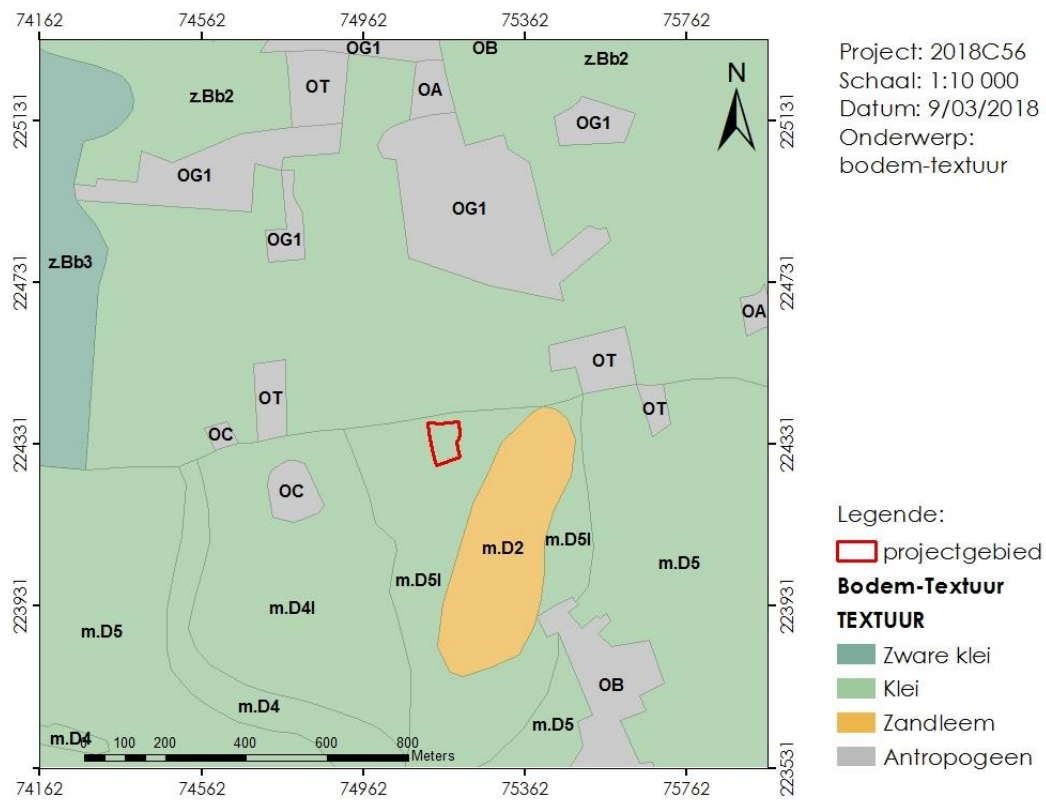 74162 74562 74962 75362 75762
OG1 OB
z.Bb2
OT
z.Bb2 OA
N
225131 OG1 225131
OG1
OG1
OG1
z.Bb3
224731 224731
OA
OT
OT
OT
OC
224331 224331
OC
m.D2 m.D5l
m.D5
m.D5l
223931 m.D4l 223931
m.D5
OB
m.D4
m.D5
m.D4
0 100 200 400 600 800
Meters
223531
74162 74562 74962 75362 75762
Project: 2018C56
Schaal: 1:10 000
Datum: 9/03/2018
Onderwerp:
bodem-textuur
Legende:
projectgebied
Bodem-Textuur
TEXTUUR
Zware klei
Klei
Zandleem
Antropogeen